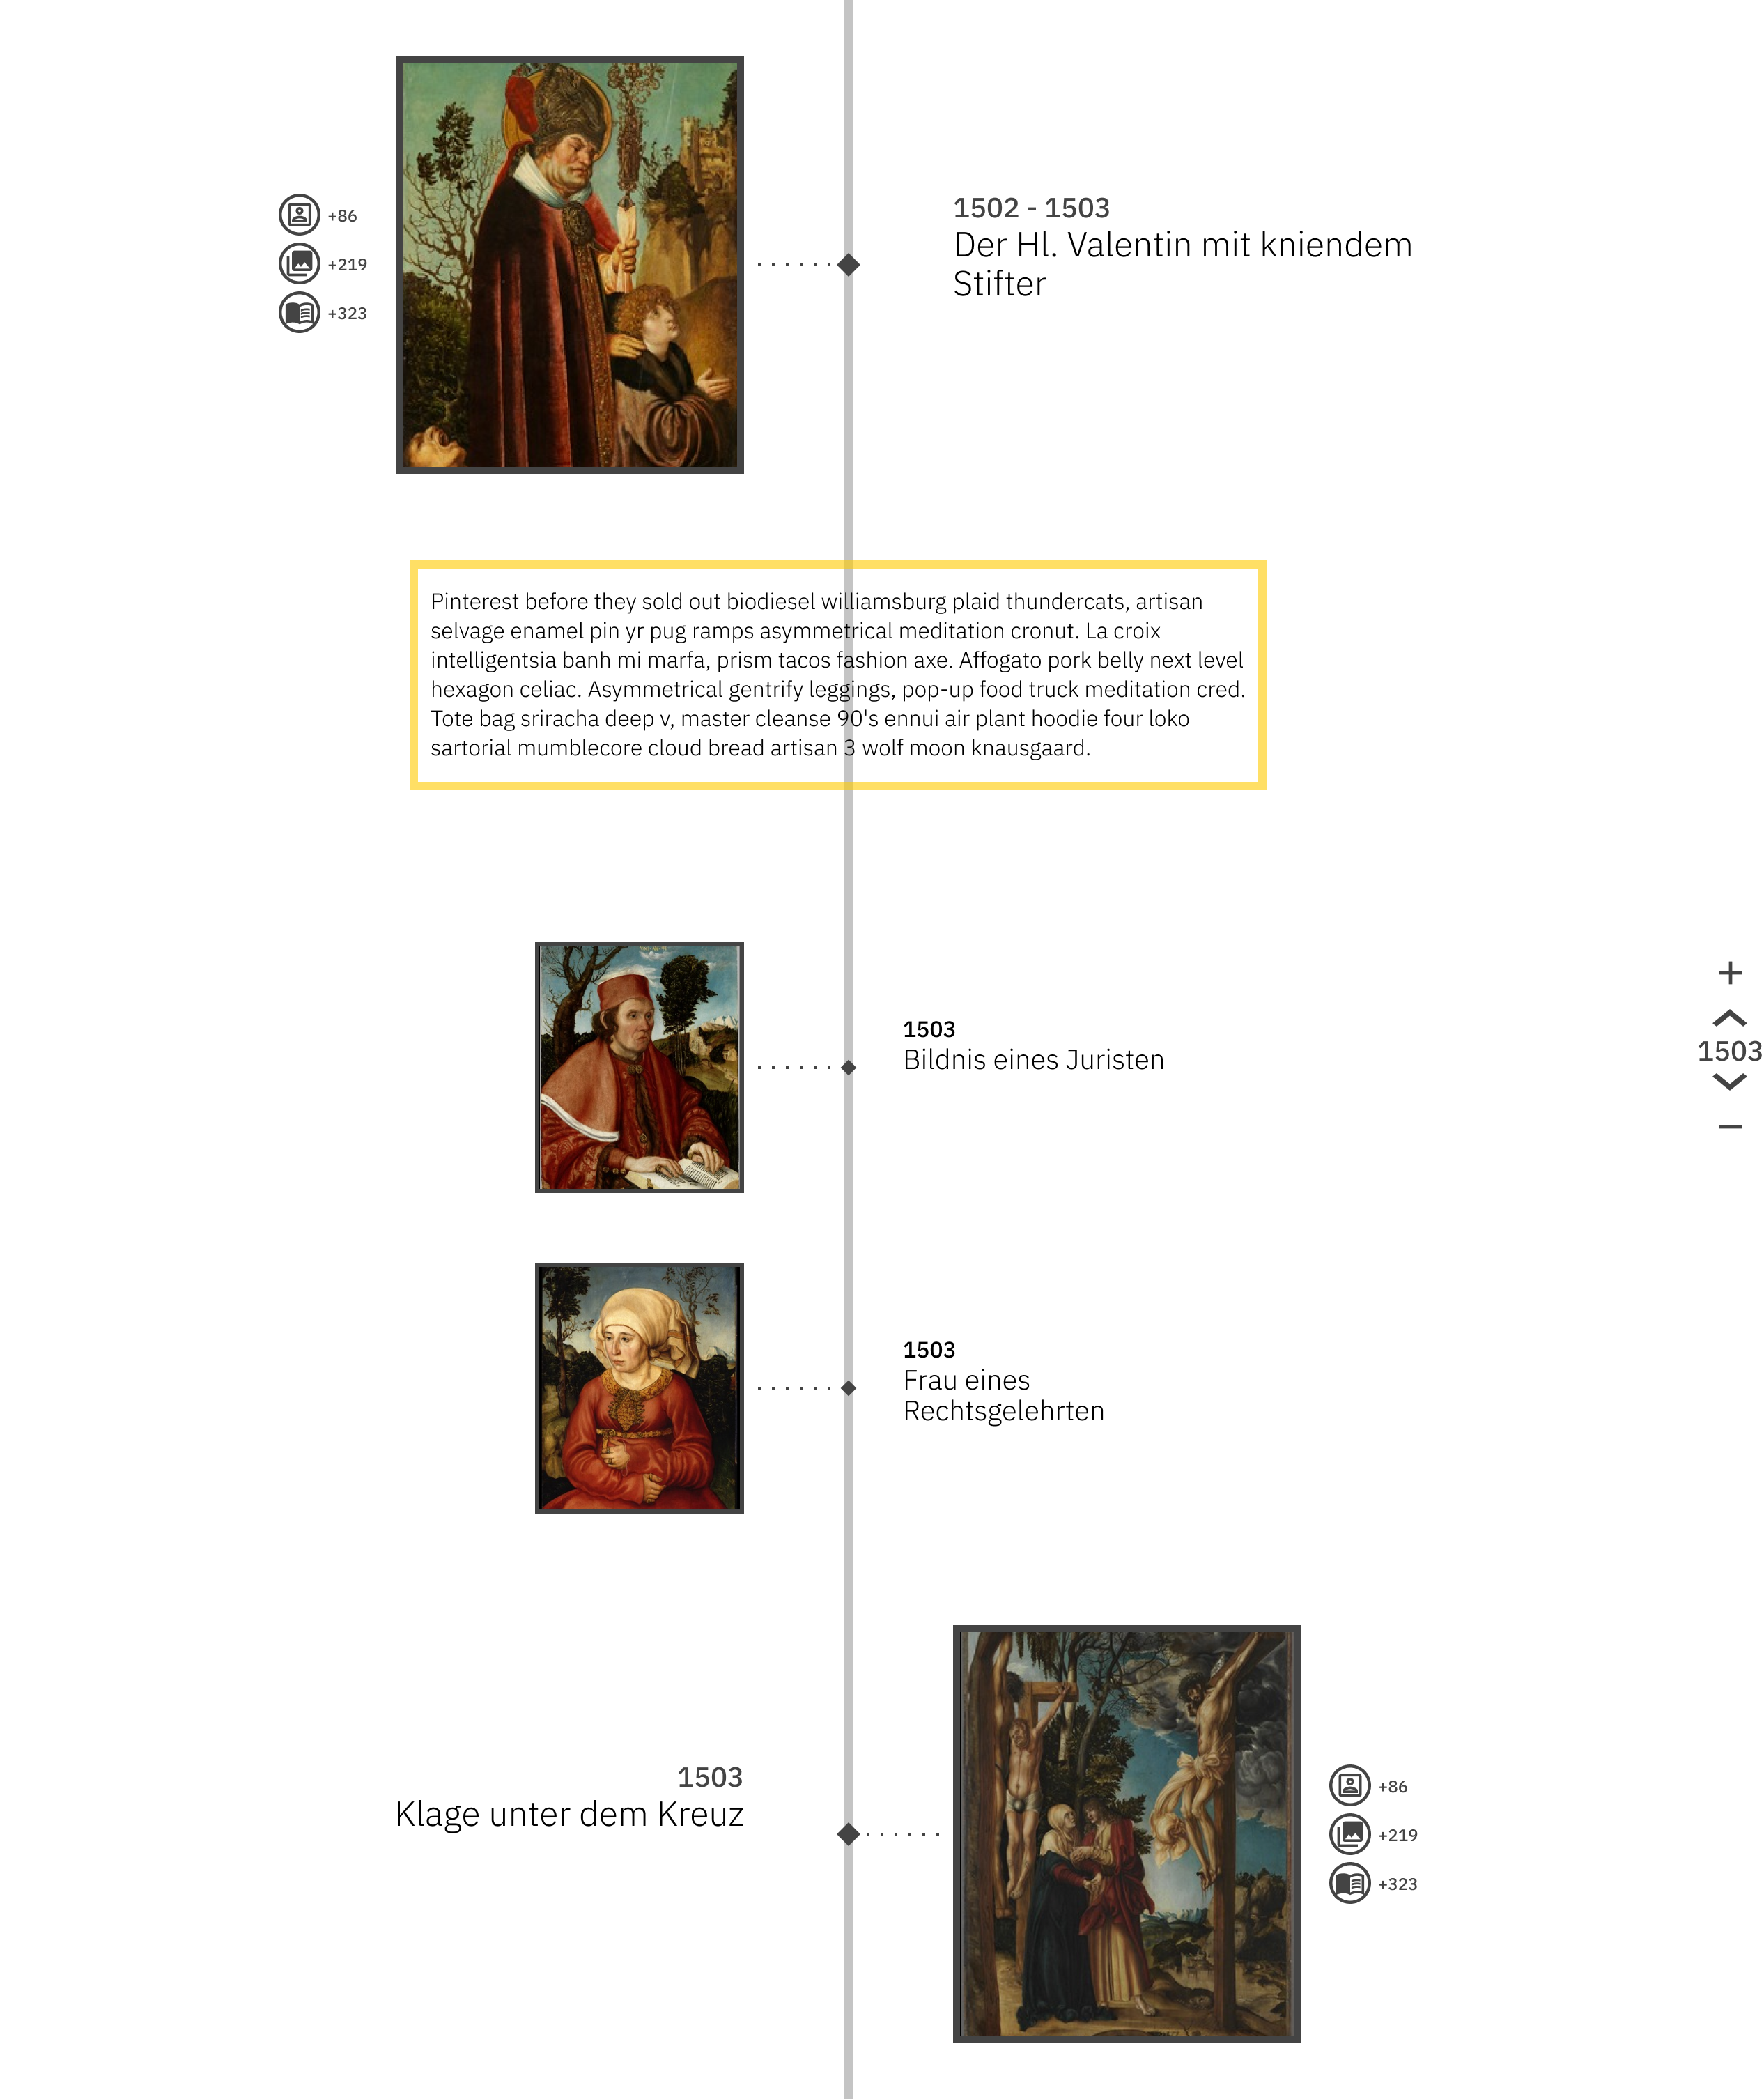 +86
+219
+323
1502 - 1503
Der Hl. Valentin mit kniendem
Stifter
Pinterest before they sold out biodiesel williamsburg plaid thundercats, artisan
selvage enamel pin yr pug ramps asymmetrical meditation cronut. La croix
intelligentsia banh mi marfa, prism tacos fashion axe. Affogato pork belly next level
hexagon celiac. Asymmetrical gentrify leggings, pop-up food truck meditation cred.
Tote bag sriracha deep v, master cleanse 90's ennui air plant hoodie four loko
sartorial mumblecore cloud bread artisan 3 wolf moon knausgaard.
1503
Bildnis eines Juristen
+
1503
−
1503
Frau eines
Rechtsgelehrten
1503
Klage unter dem Kreuz
+86
+219
+323